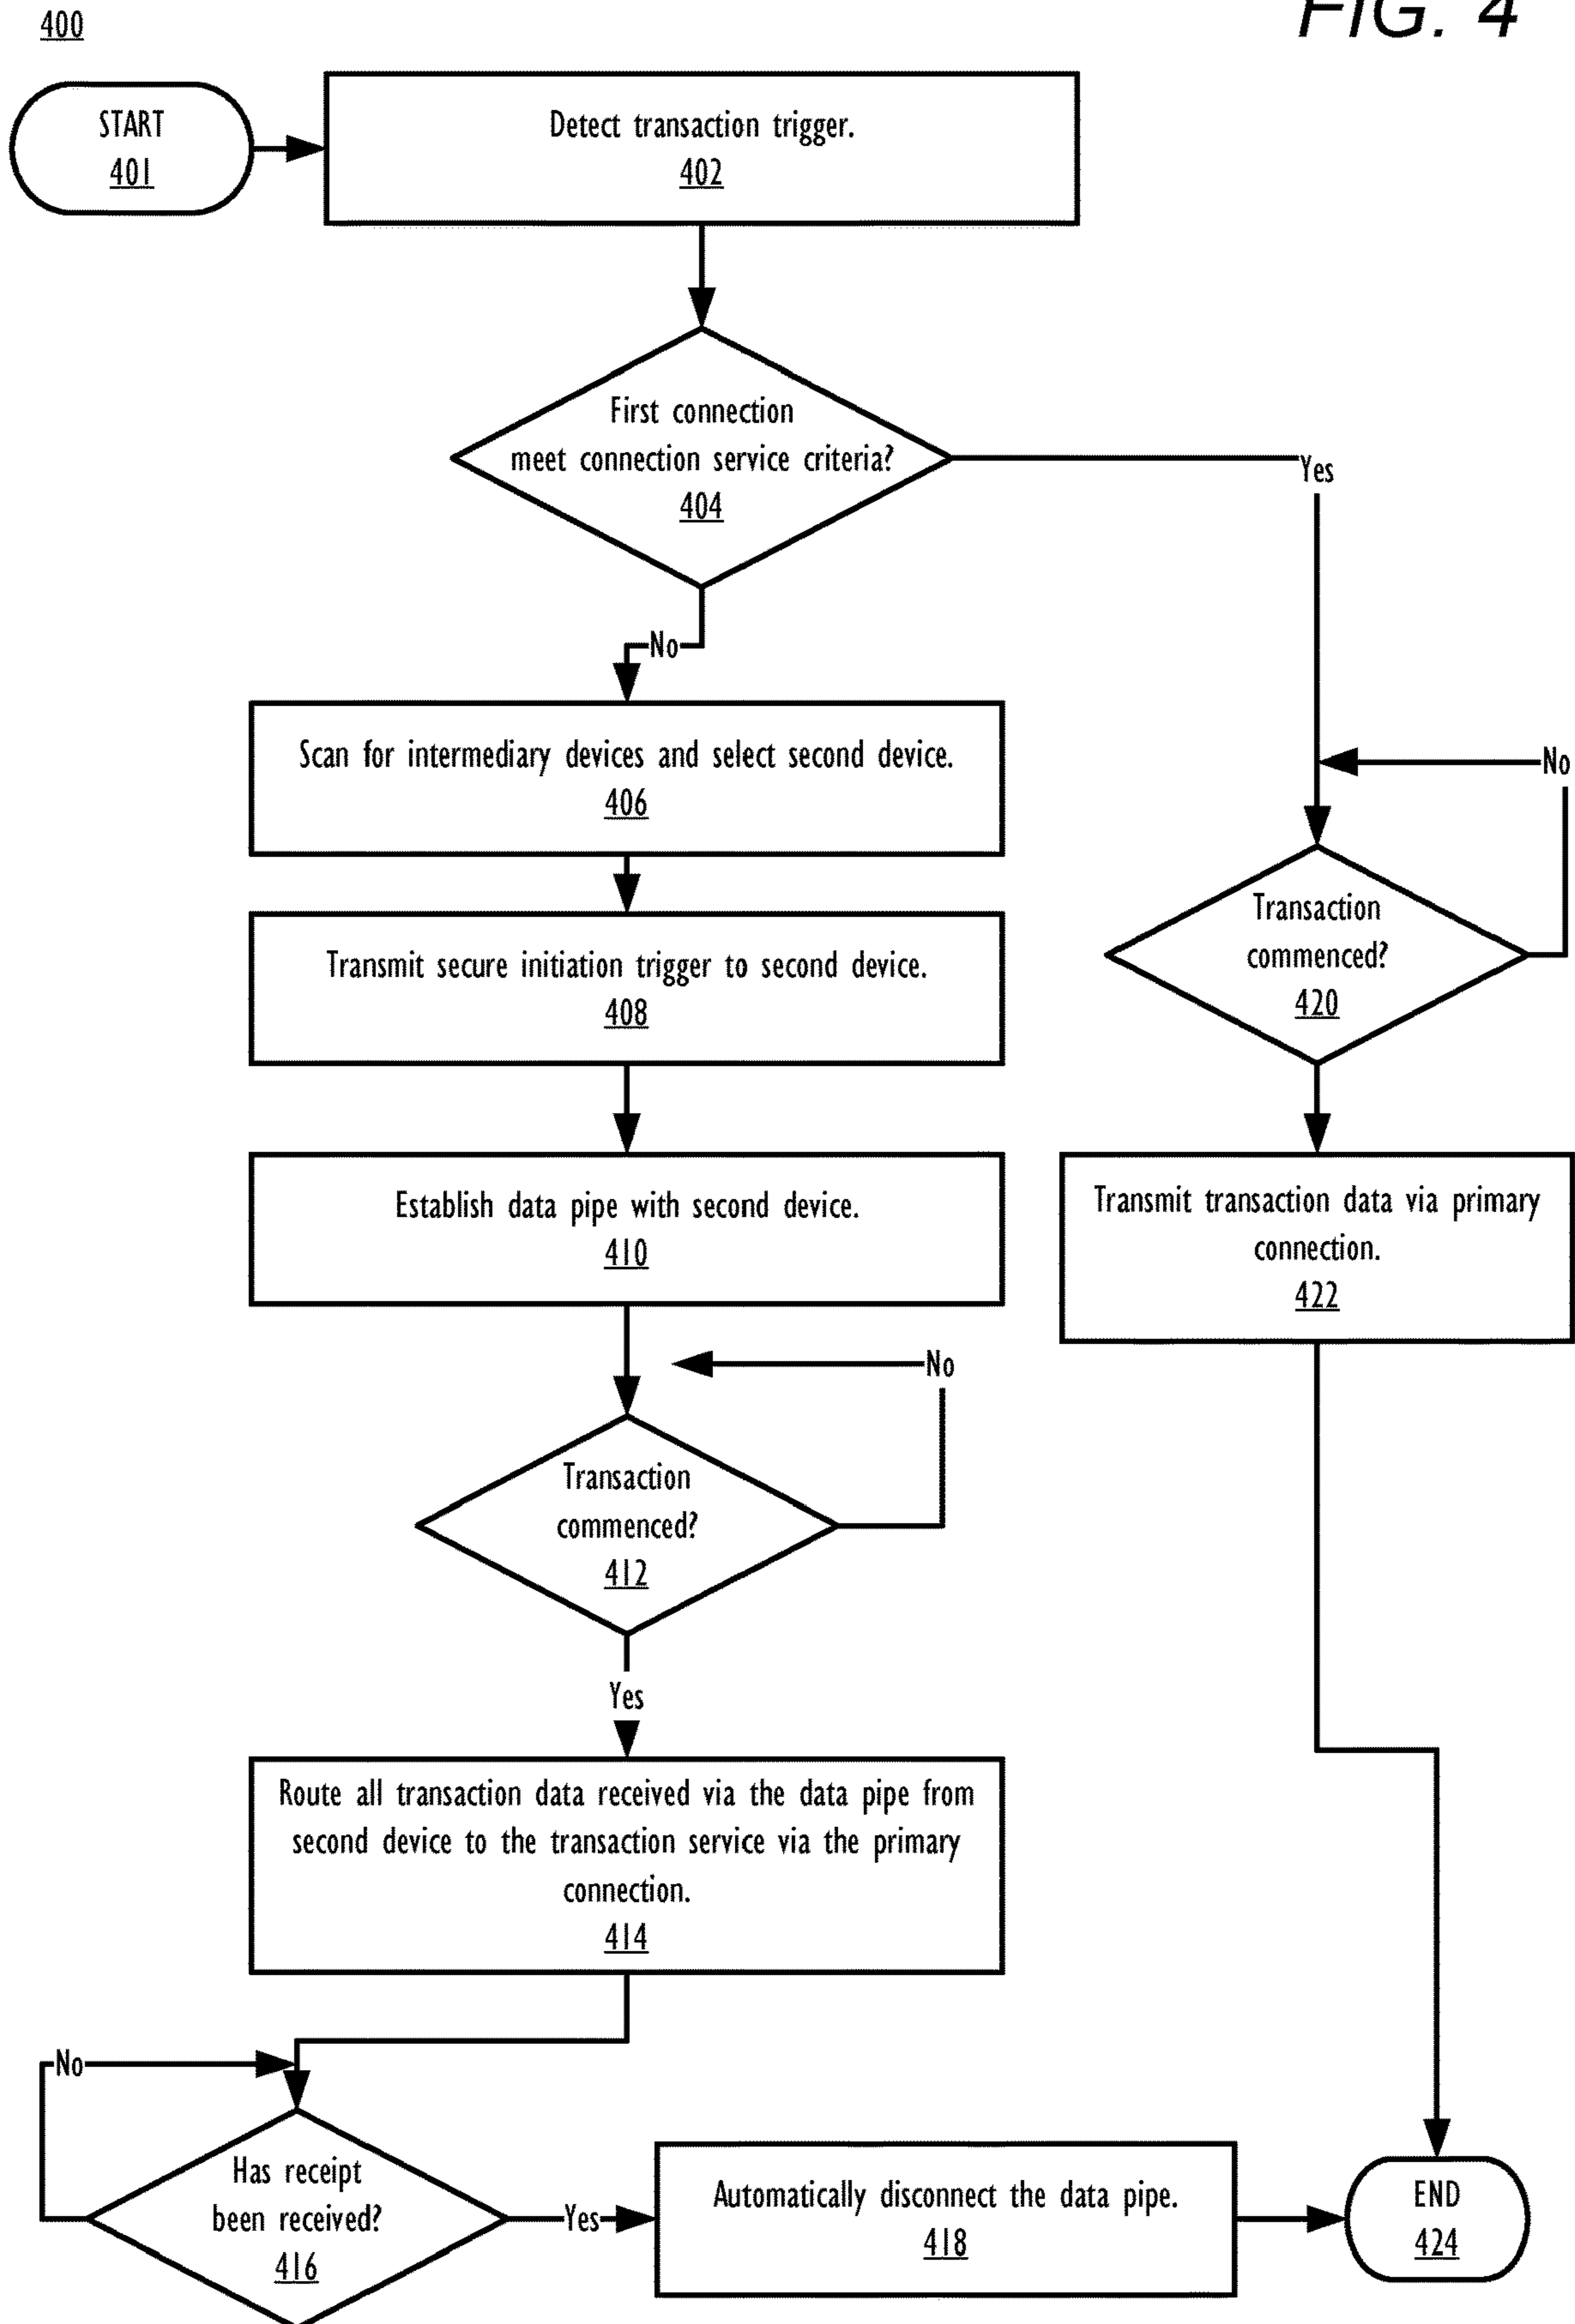 400
FIG. 4
START
401
Detect transaction trigger.
402
First connection
meet connection service criteria?
404
Yes
No
Scan for intermediary devices and select second device.
406
No
Transaction
commenced?
420
Transmit secure initiation trigger to second device.
408
Establish data pipe with second device.
410
Transmit transaction data via primary
connection.
422
No
Transaction
commenced?
412
Yes
Route all transaction data received via the data pipe from
second device to the transaction service via the primary
connection.
414
No
Has receipt
been received?
416
Yes
Automatically disconnect the data pipe.
418
END
424